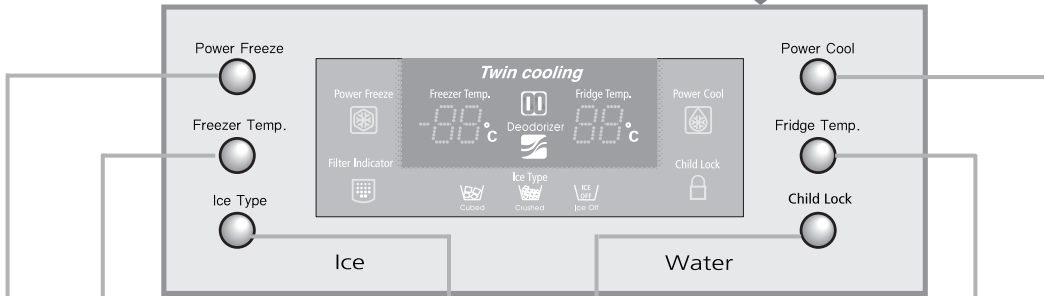 Power Freeze
Freezer Temp.
Ice Type
Ice
Twin cooling
Power Freeze
Freezer Temp.
Fridge Temp.
Power Cool
-88°c
Deodorizer
88°c
Filter Indicator
Ice Type
Child Lock
ICE OFF
Cubed
Crushed
Ice Off
Power Cool
Fridge Temp.
Child Lock
Water